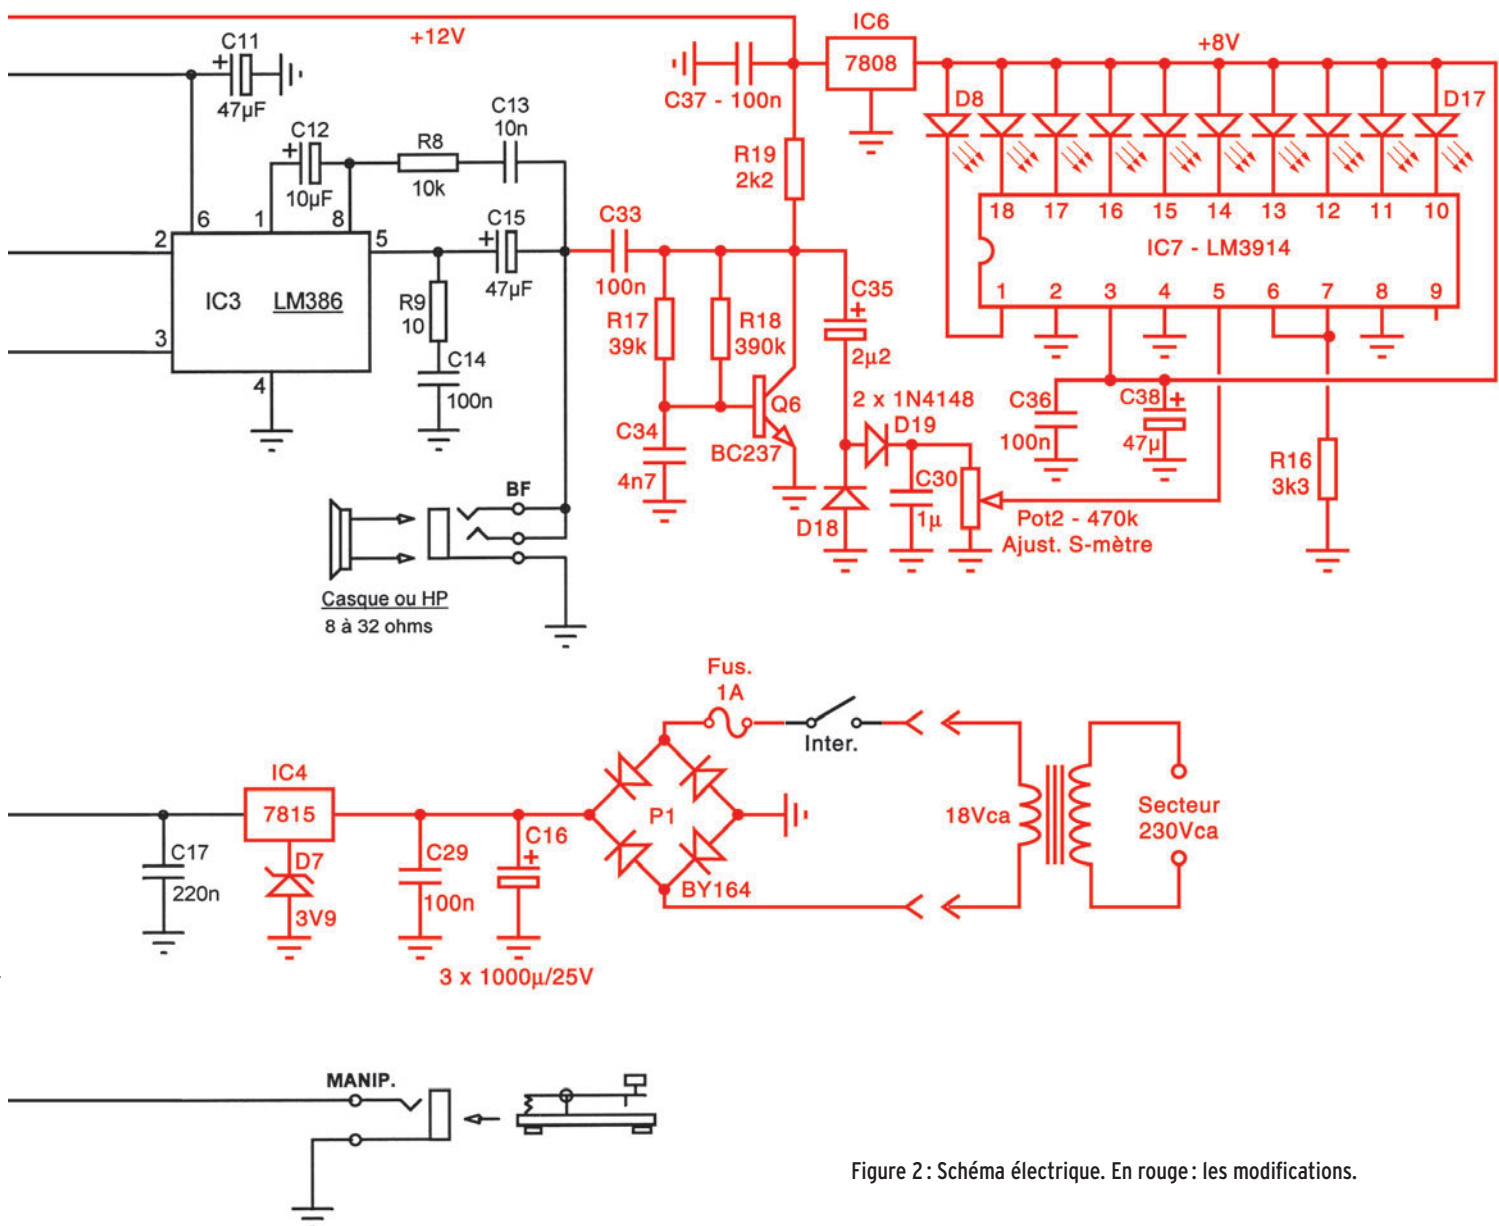 +12V
IC6
7808
+8V
C37 - 100n
D8
D17
C11
+
47µF
C12
+
10µF
R8
10k
C13
10n
R19
2k2
6
1
8
2
5
3
4
IC3 LM386
C15
+
47µF
R9
10
C14
100n
C33
100n
R17
39k
R18
390k
C34
4n7
Q6
BC237
C35
+
2µ2
2 x 1N4148
D19
D18
C30
1µ
Pot2 - 470k
Ajust. S-mètre
18 17 16 15 14 13 12 11 10
IC7 - LM3914
1 2 3 4 5 6 7 8 9
C36
100n
C38
+
47µ
R16
3k3
BF
Casque ou HP
8 à 32 ohms
Fus.
1A
Inter.
IC4
7815
D7
3V9
C17
220n
C29
100n
C16
+
3 x 1000µ/25V
P1
BY164
18Vca
Secteur
230Vca
MANIP.
Figure 2 : Schéma électrique. En rouge : les modifications.